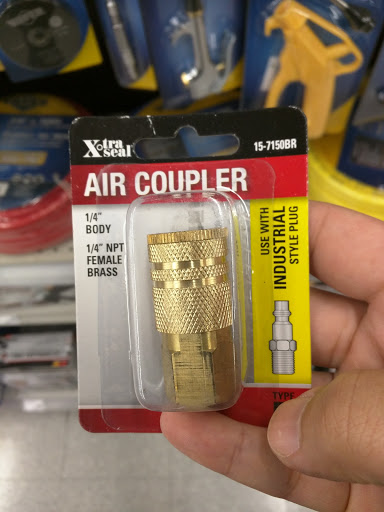 Xtra
seal
15-7150BR
AIR COUPLER
1/4"
BODY
1/4" NPT
FEMALE
BRASS
USE WITH
INDUSTRIAL
STYLE PLUG
TYPE